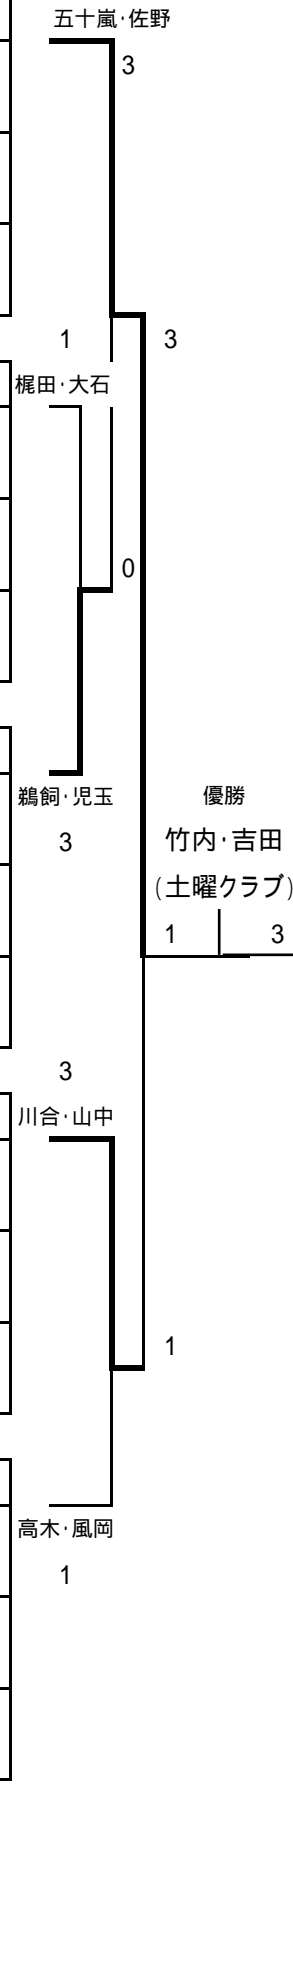 五十嵐・佐野
3
1
3
梶田・大石
0
鵜飼・児玉
優勝
3
竹内・吉田
(土曜クラブ)
1
3
3
川合・山中
1
高木・風岡
1